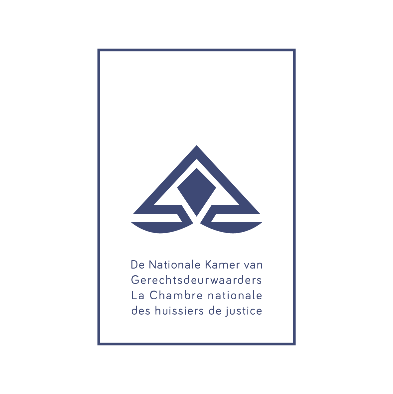 De Nationale Kamer van
Gerechtsdeurwaarders
La Chambre nationale
des huissiers de justice